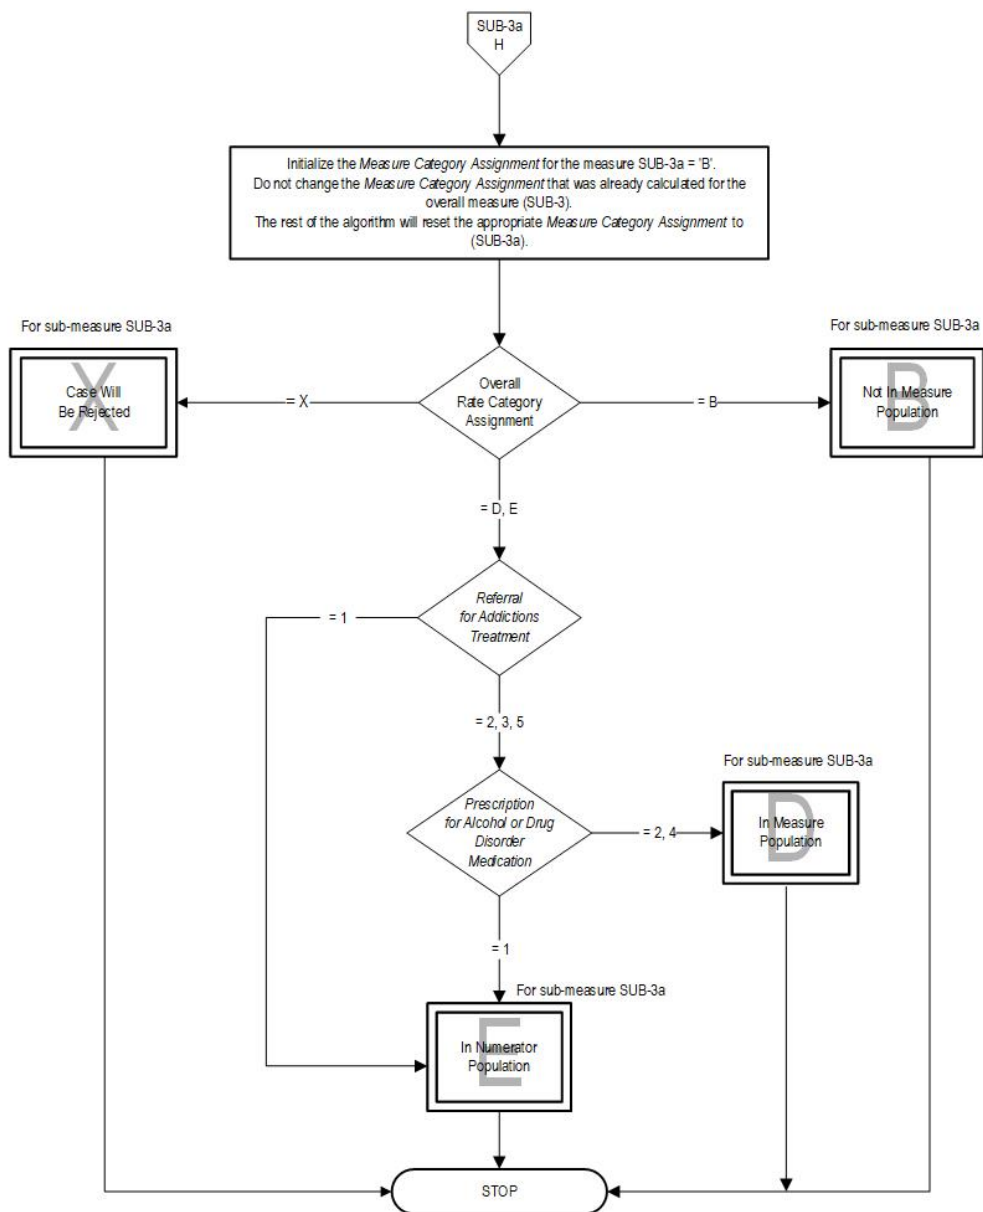 SUB-3a
H
Initialize the Measure Category Assignment for the measure SUB-3a = 'B'.
Do not change the Measure Category Assignment that was already calculated for the
overall measure (SUB-3).
The rest of the algorithm will reset the appropriate Measure Category Assignment to
(SUB-3a).
For sub-measure SUB-3a
X
Case Will
Be Rejected
= X
Overall
Rate Category
Assignment
= B
For sub-measure SUB-3a
B
Not In Measure
Population
= D, E
Referral
for Addictions
Treatment
= 1
= 2, 3, 5
Prescription
for Alcohol or Drug
Disorder
Medication
= 2, 4
For sub-measure SUB-3a
D
In Measure
Population
= 1
For sub-measure SUB-3a
E
In Numerator
Population
STOP